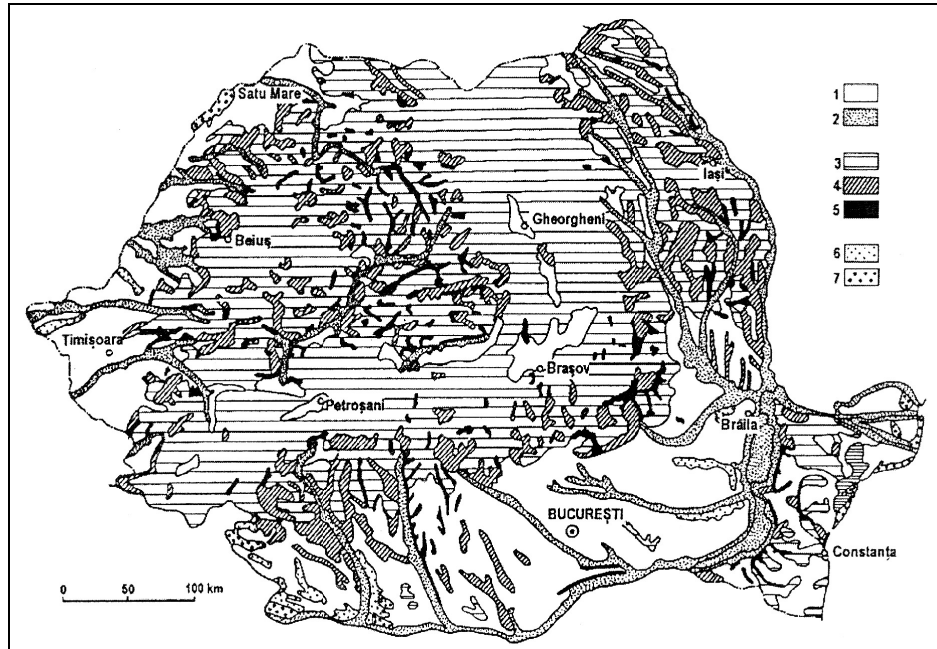 Satu Mare
1
2
3
Iași
4
5
Gheorgheni
Beiuș
6
7
Timișoara
Brașov
Petroșani
Brăila
BUCUREȘTI
Constanța
0 50 100 km